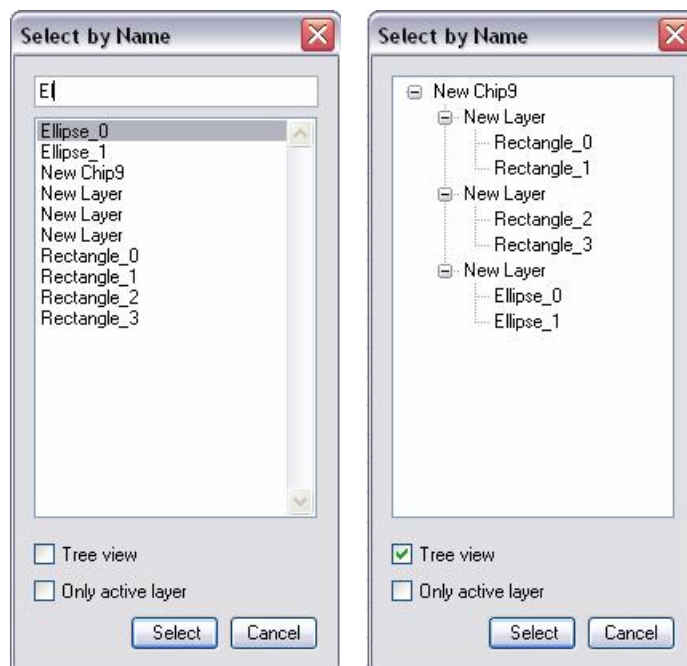 Select by Name
El
Ellipse_0
Ellipse_1
New Chip9
New Layer
New Layer
New Layer
Rectangle_0
Rectangle_1
Rectangle_2
Rectangle_3
Tree view
Only active layer
Select
Cancel
Select by Name
New Chip9
New Layer
Rectangle_0
Rectangle_1
New Layer
Rectangle_2
Rectangle_3
New Layer
Ellipse_0
Ellipse_1
Tree view
Only active layer
Select
Cancel